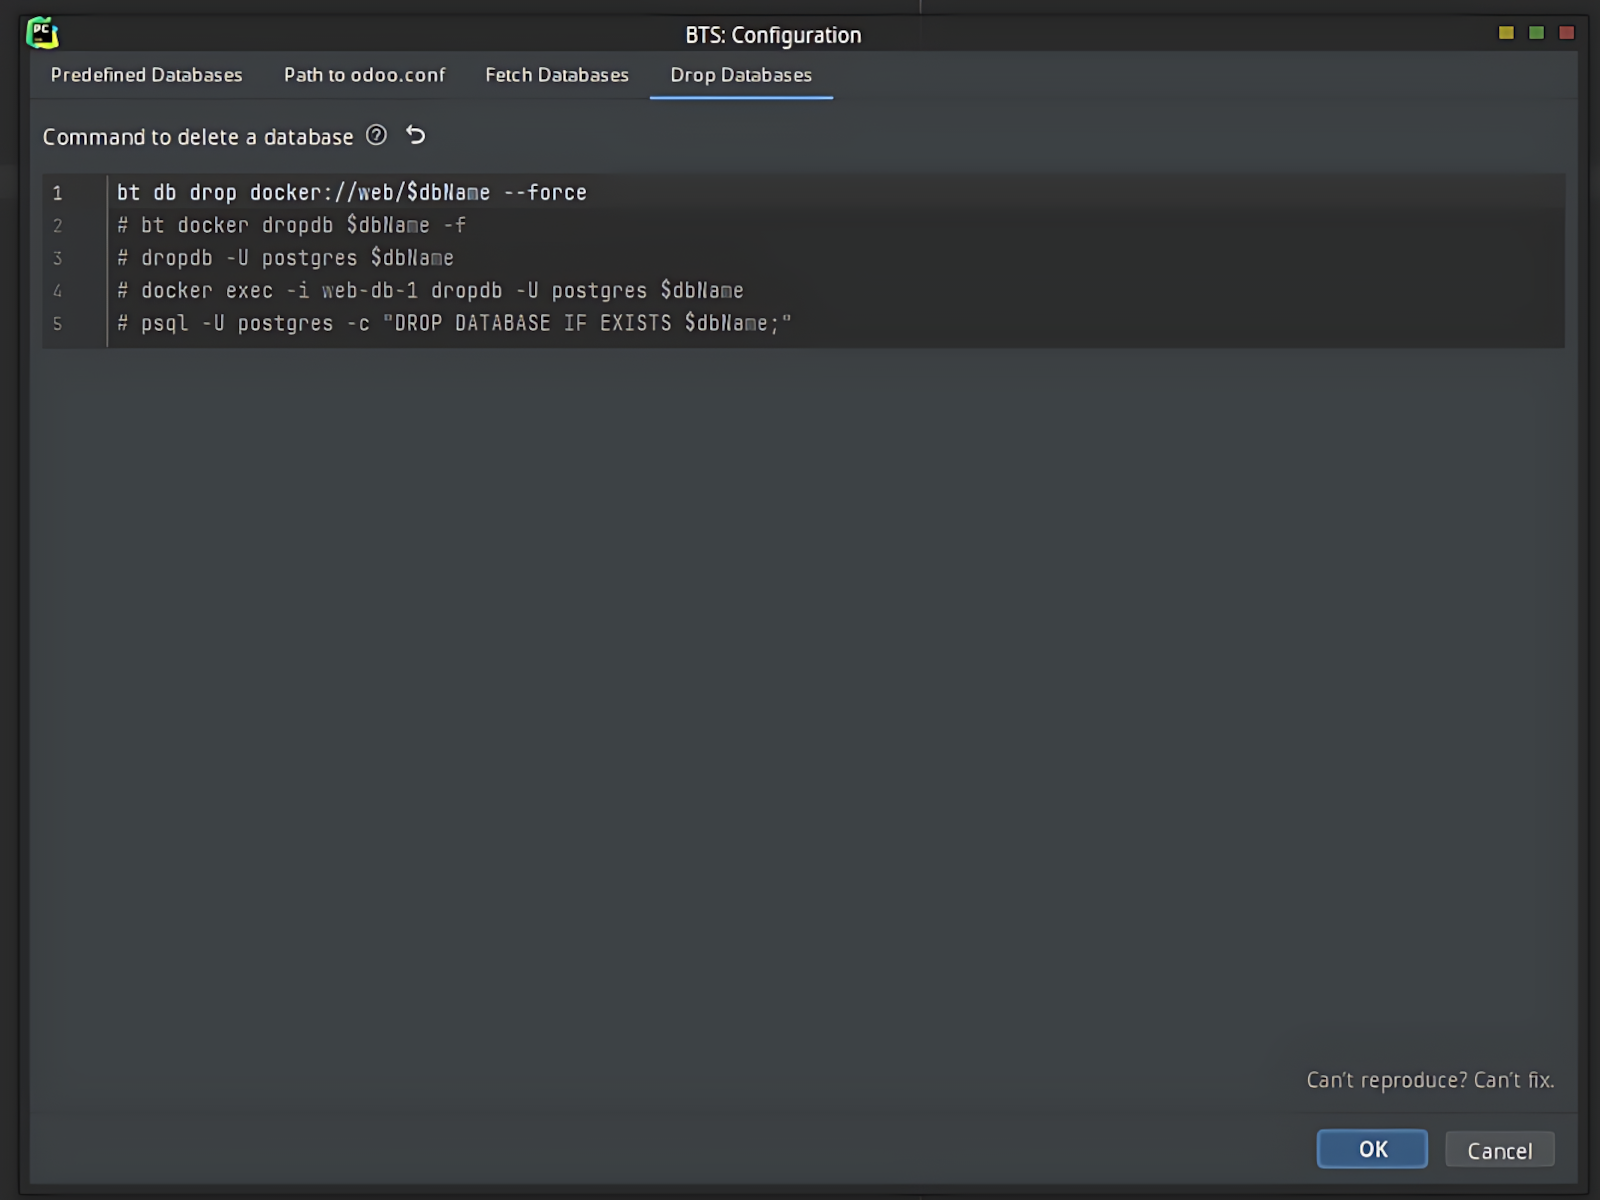 PC
BTS: Configuration
Predefined Databases Path to odoo.conf Fetch Databases Drop Databases
Command to delete a database ?
1 bt db drop docker://web/$dbName --force
2 # bt docker dropdb $dbName -f
3 # dropdb -U postgres $dbName
4 # docker exec -i web-db-1 dropdb -U postgres $dbName
5 # psql -U postgres -c "DROP DATABASE IF EXISTS $dbName;"
Can't reproduce? Can't fix.
OK Cancel